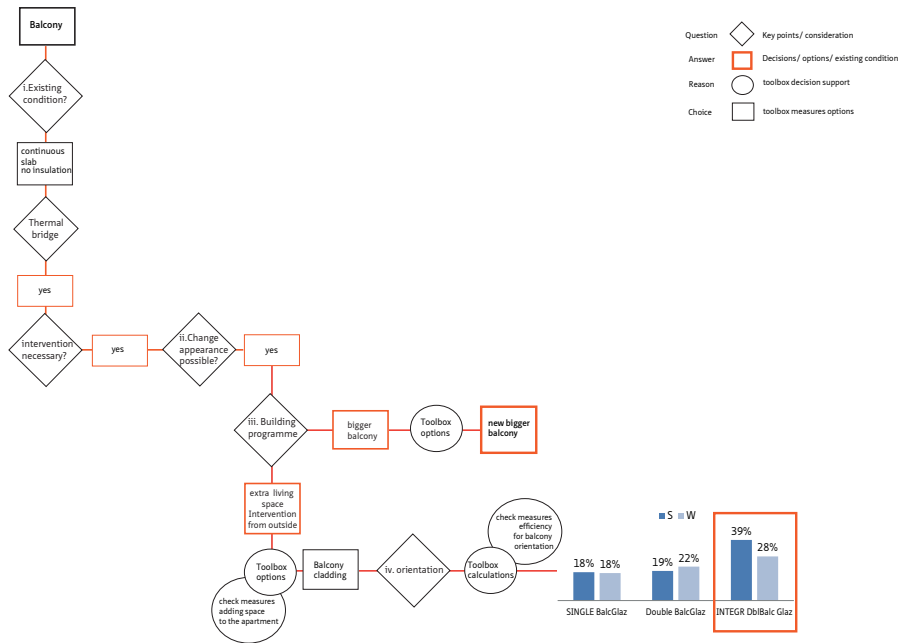 Balcony
i.Existing
condition?
continuous
slab
no insulation
Thermal
bridge
yes
intervention
necessary?
yes
ii.Change
appearance
possible?
yes
iii. Building
programme
bigger
balcony
Toolbox
options
new bigger
balcony
extra living
space
Intervention
from outside
Toolbox
options
check measures
adding space
to the apartment
Balcony
cladding
iv. orientation
Toolbox
calculations
check measures
efficiency
for balcony
orientation
S W
18% 18%
19% 22%
39%
28%
SINGLE BalcGlaz
Double BalcGlaz
INTEGR DblBalc Glaz
Question
Key points/ consideration
Answer
Decisions/ options/ existing condition
Reason
toolbox decision support
Choice
toolbox measures options